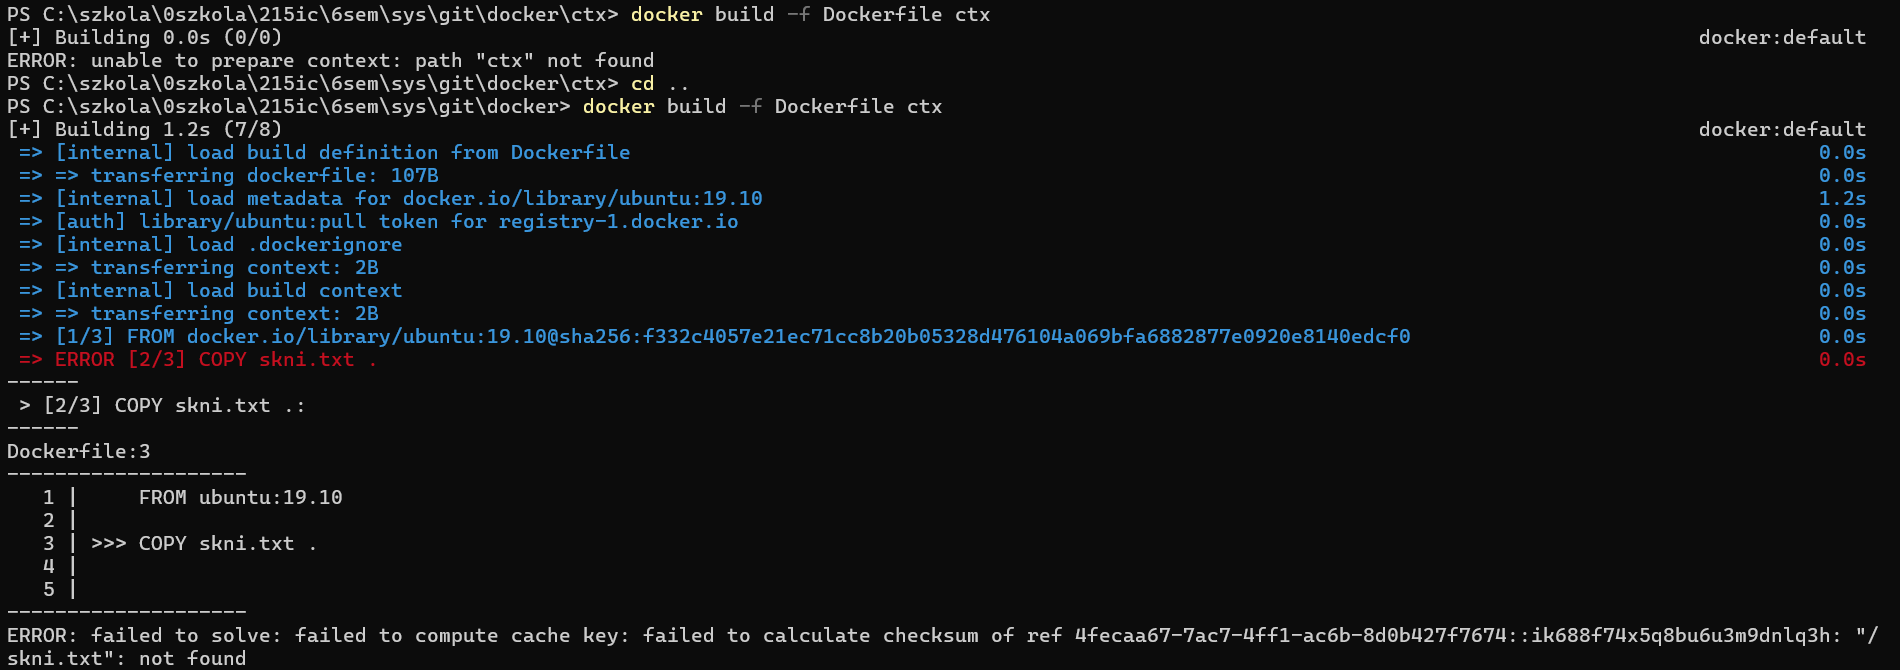 PS C:\szkola\0szkola\215ic\6sem\sys\git\docker\ctx> docker build -f Dockerfile ctx
[+] Building 0.0s (0/0) docker:default
ERROR: unable to prepare context: path "ctx" not found
PS C:\szkola\0szkola\215ic\6sem\sys\git\docker\ctx> cd ..
PS C:\szkola\0szkola\215ic\6sem\sys\git\docker> docker build -f Dockerfile ctx
[+] Building 1.2s (7/8) docker:default
=> [internal] load build definition from Dockerfile 0.0s
=> => transferring dockerfile: 107B 0.0s
=> [internal] load metadata for docker.io/library/ubuntu:19.10 1.2s
=> [auth] library/ubuntu:pull token for registry-1.docker.io 0.0s
=> [internal] load .dockerignore 0.0s
=> => transferring context: 2B 0.0s
=> [internal] load build context 0.0s
=> => transferring context: 2B 0.0s
=> [1/3] FROM docker.io/library/ubuntu:19.10@sha256:f332c4057e21ec71cc8b20b05328d476104a069bfa6882877e0920e8140edcf0 0.0s
=> ERROR [2/3] COPY skni.txt . 0.0s
------
> [2/3] COPY skni.txt .:
------
Dockerfile:3
--------------------
1 | FROM ubuntu:19.10
2 |
3 | >>> COPY skni.txt .
4 |
5 |
--------------------
ERROR: failed to solve: failed to compute cache key: failed to calculate checksum of ref 4fecaa67-7ac7-4ff1-ac6b-8d0b427f7674::ik688f74x5q8bu6u3m9dnlq3h: "/
skni.txt": not found